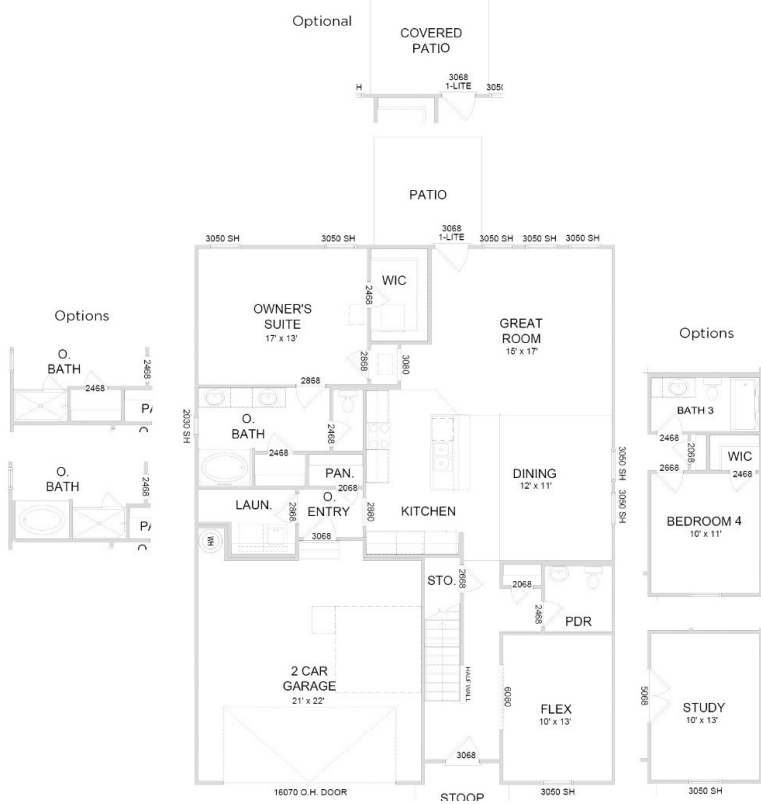 Optional
COVERED
PATIO
H
3068
1-LITE
305
PATIO
3068
1-LITE
3050 SH
3050 SH
3050 SH
3050 SH
3050 SH
WIC
2468
OWNER'S
SUITE
17' x 13'
GREAT
ROOM
15' x 17'
2868
3080
2868
O.
BATH
2030 SH
2468
2468
PAN.
2068
DINING
12' x 11'
3050 SH
3050 SH
LAUN.
2868
O.
ENTRY
2880
KITCHEN
3068
WH
STO.
2668
2068
2468
PDR
2 CAR
GARAGE
21' x 22'
HALF WALL
6080
FLEX
10' x 13'
3068
16070 O.H. DOOR
STOOP
3050 SH
Options
O.
BATH
2468
2468
PA
O.
BATH
2468
PA
Options
BATH 3
2468
2068
WIC
2668
2468
BEDROOM 4
10' x 11'
5068
STUDY
10' x 13'
3050 SH